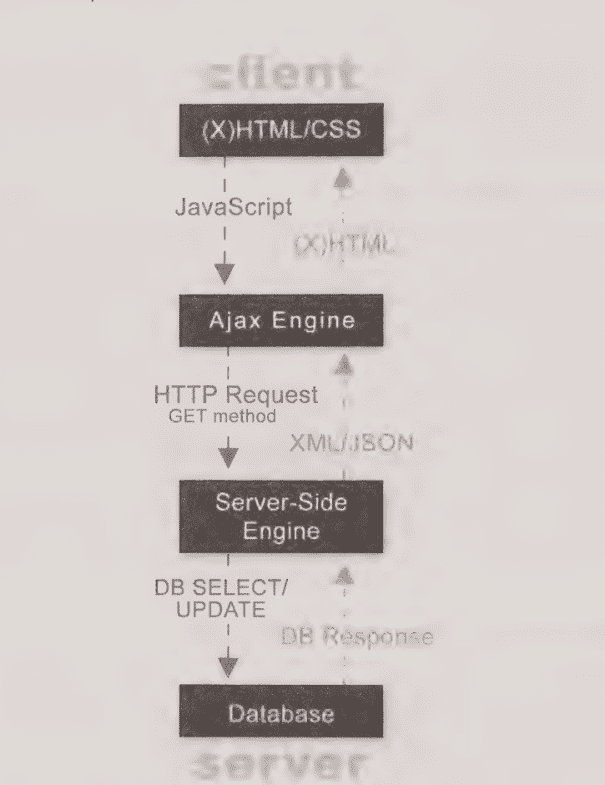 client
(X)HTML/CSS
JavaScript
(X)HTML
Ajax Engine
HTTP Request
GET method
XML/JSON
Server-Side
Engine
DB SELECT/
UPDATE
DB Response
Database
server